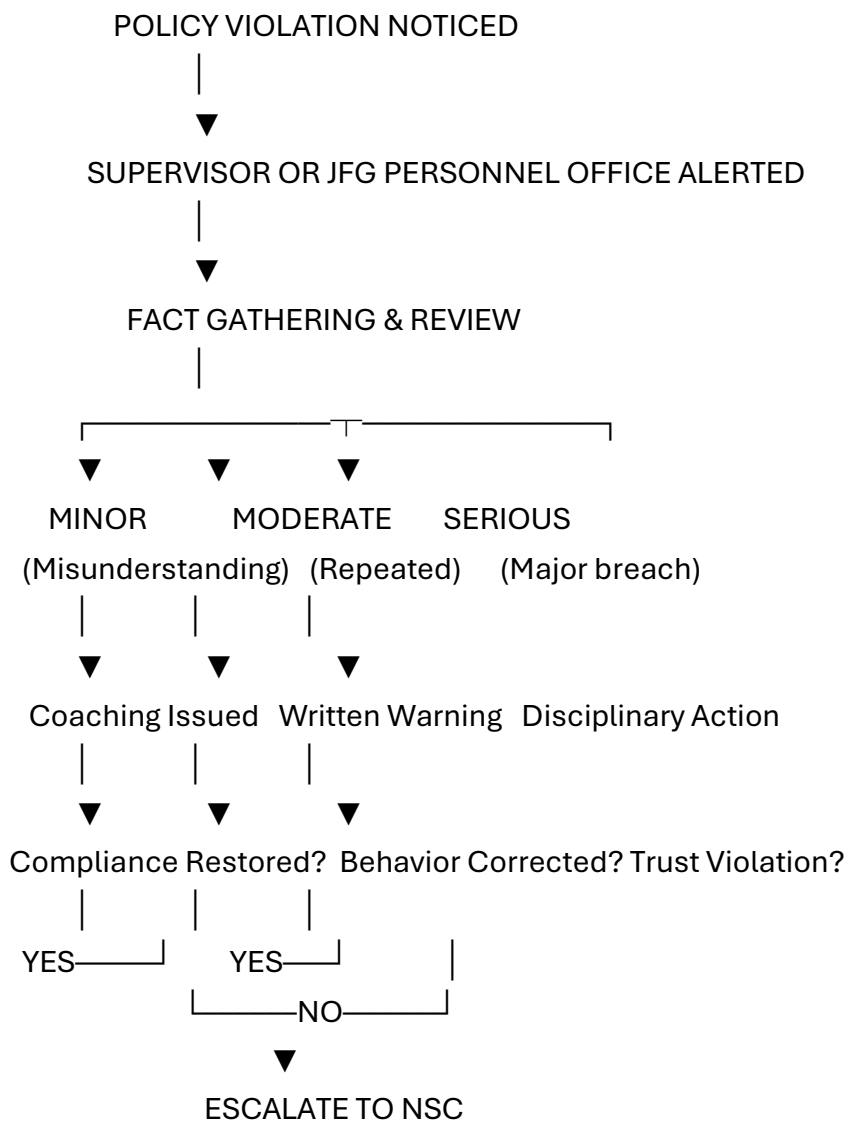 POLICY VIOLATION NOTICED
│
▼
SUPERVISOR OR JFG PERSONNEL OFFICE ALERTED
│
▼
FACT GATHERING & REVIEW
│
┌───────────────┬───────────────┐
▼ ▼ ▼
MINOR MODERATE SERIOUS
(Misunderstanding) (Repeated) (Major breach)
│ │ │
▼ ▼ ▼
Coaching Issued Written Warning Disciplinary Action
│ │ │
▼ ▼ ▼
Compliance Restored? Behavior Corrected? Trust Violation?
│ │ │
YES─────┘ YES───┘ │
└──────NO──────┘
▼
ESCALATE TO NSC